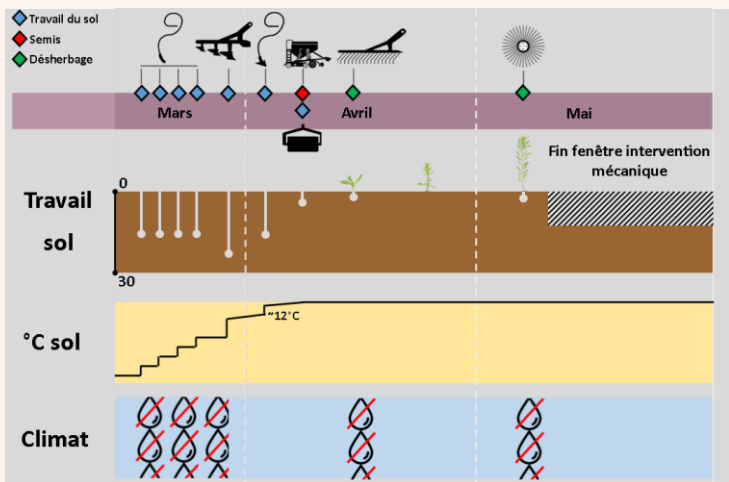 Travail du sol
Semis
Désherbage
Mars
Avril
Mai
Fin fenêtre intervention
mécanique
0
Travail
sol
30
°C sol
~12°C
Climat